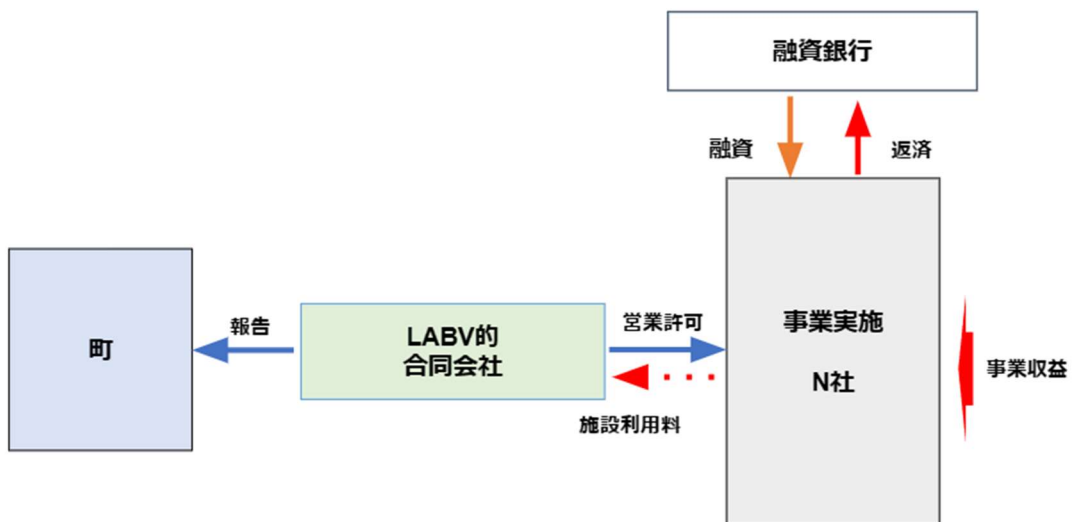 融資銀行
融資
返済
町
報告
LABV的
合同会社
営業許可
施設利用料
事業実施
N社
事業収益